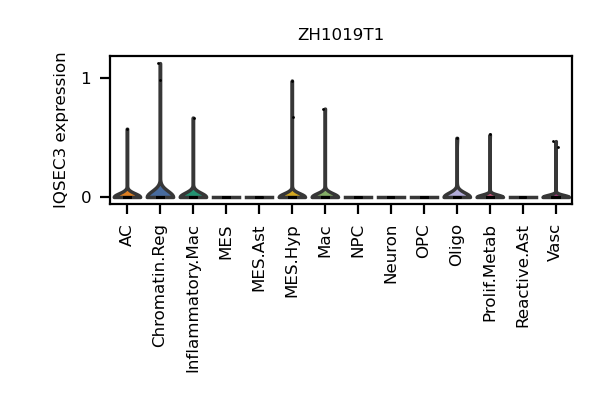 ZH1019T1
IQSEC3 expression
1
0
AC
Chromatin.Reg
Inflammatory.Mac
MES
MES.Ast
MES.Hyp
Mac
NPC
Neuron
OPC
Oligo
Prolif.Metab
Reactive.Ast
Vasc